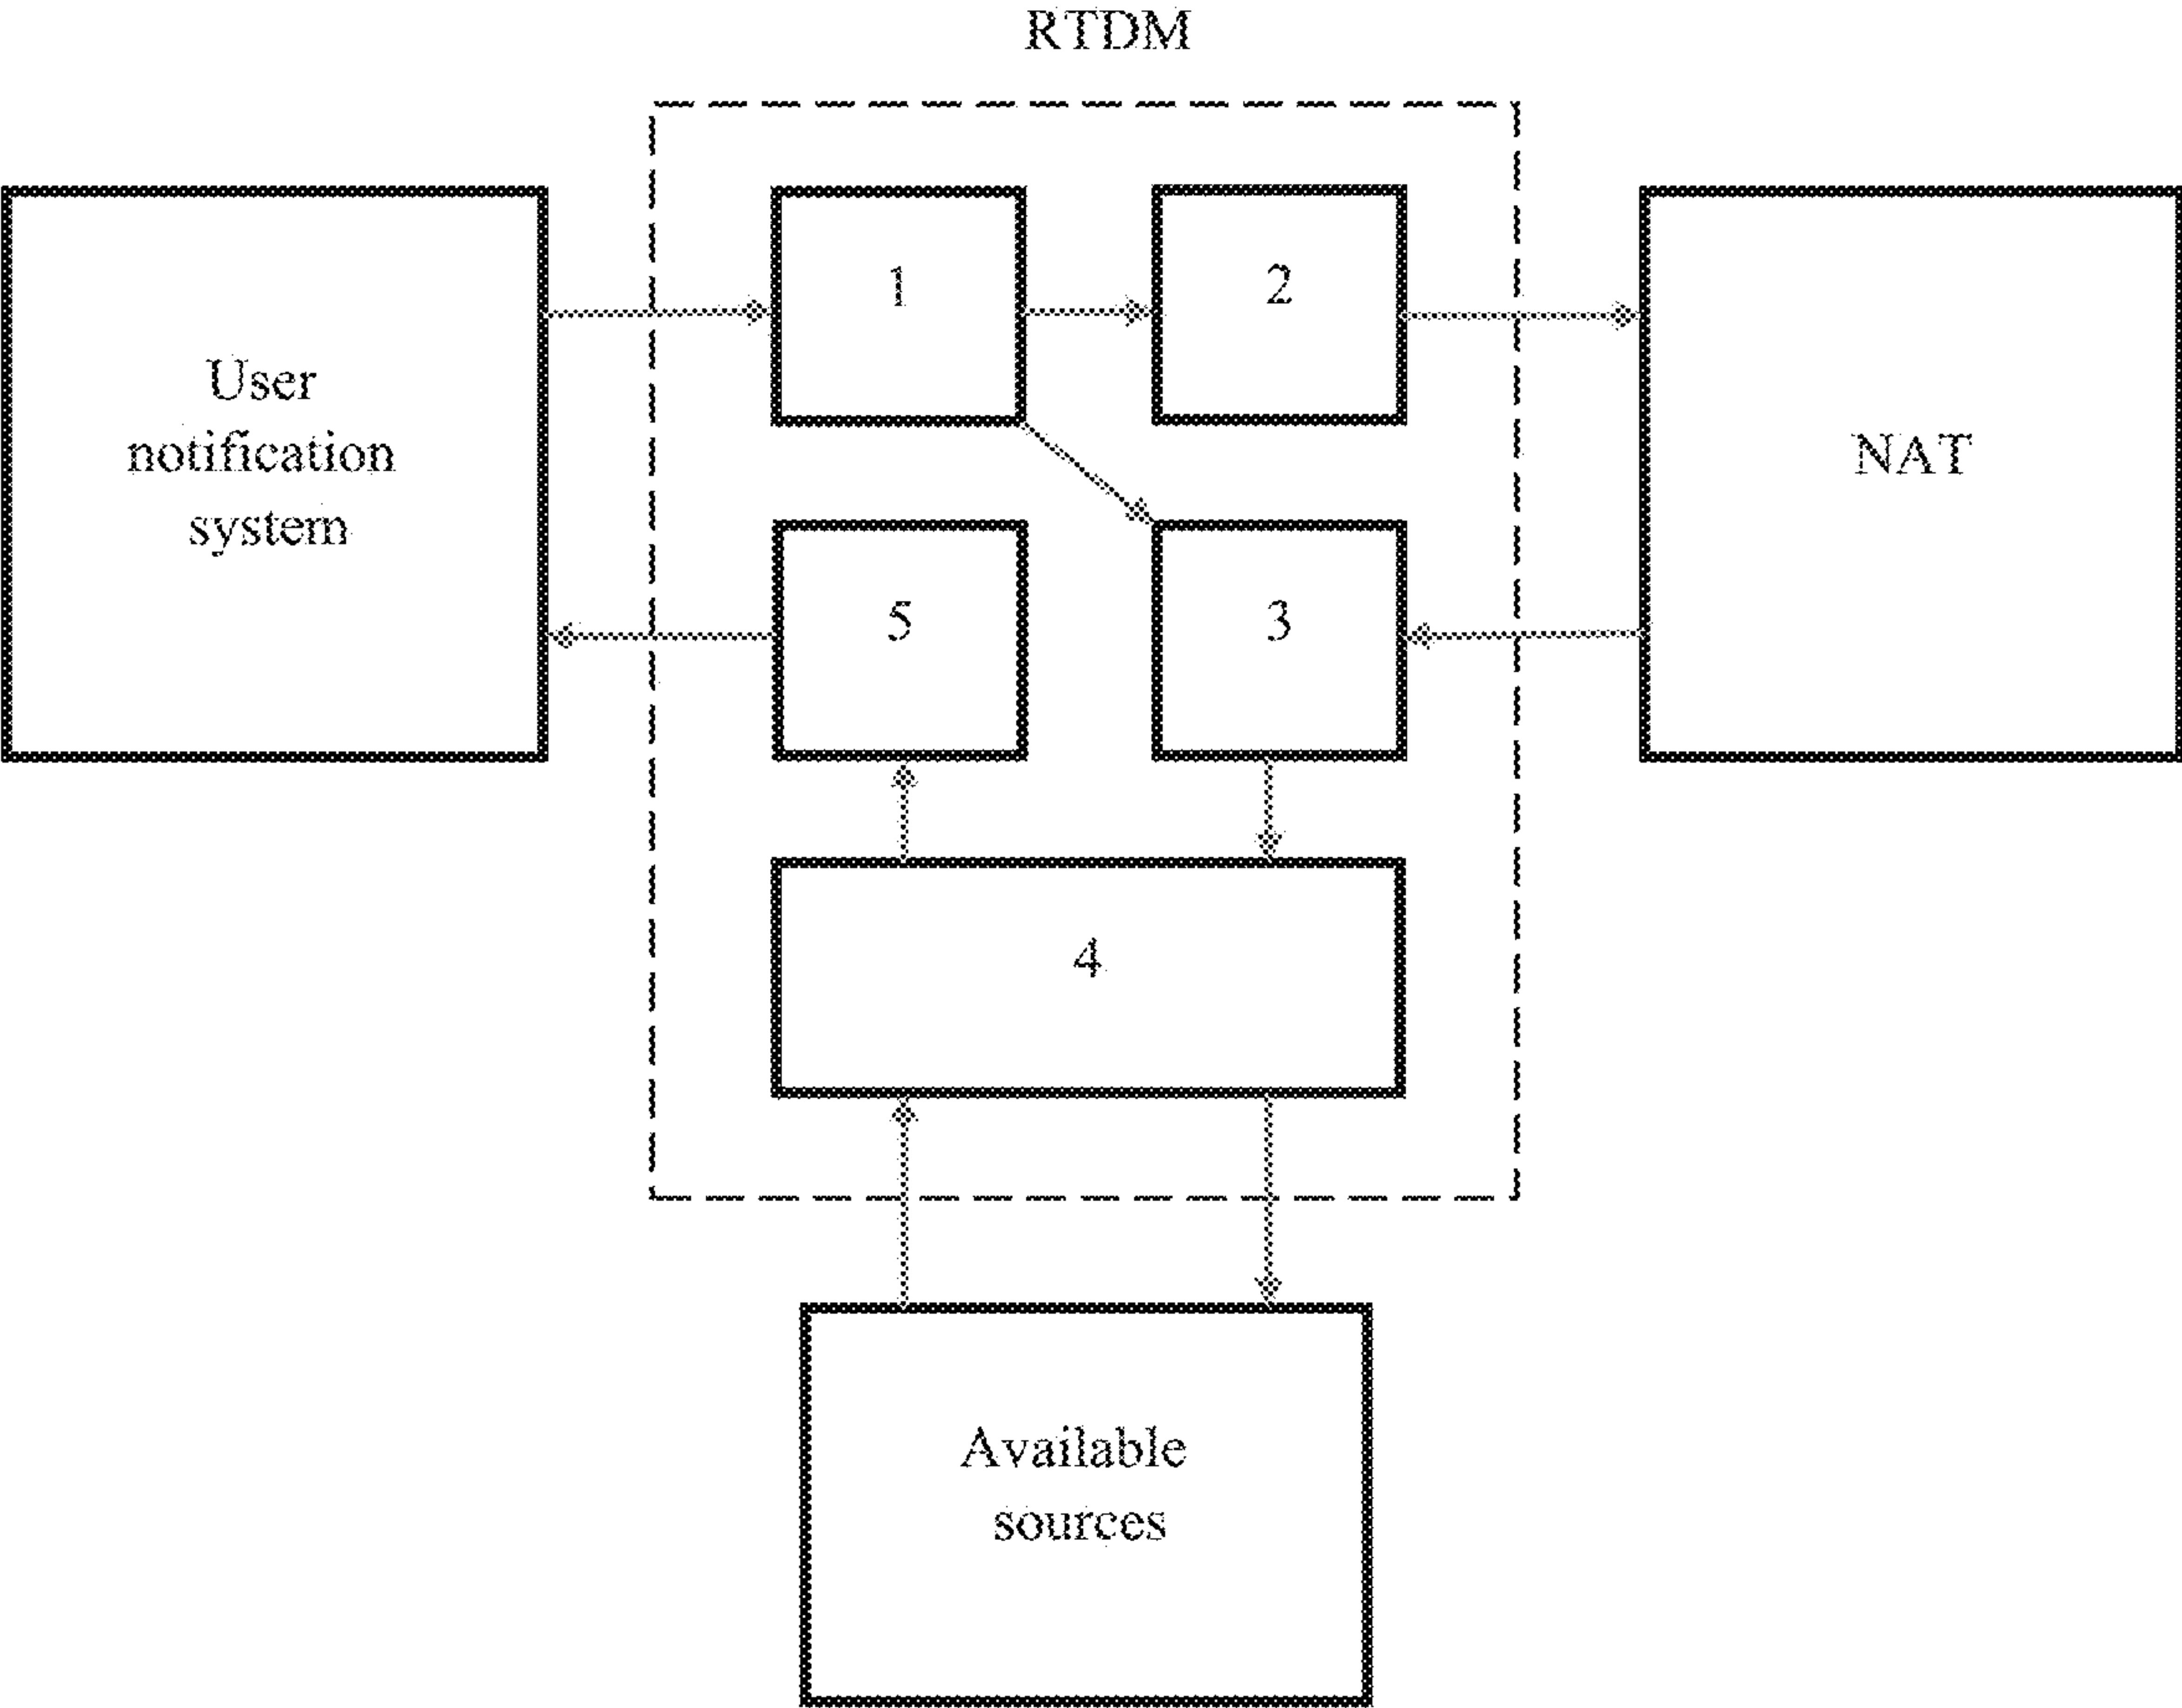 RTDM
1
2
User
notification
system
NAT
5
3
4
Available
sources